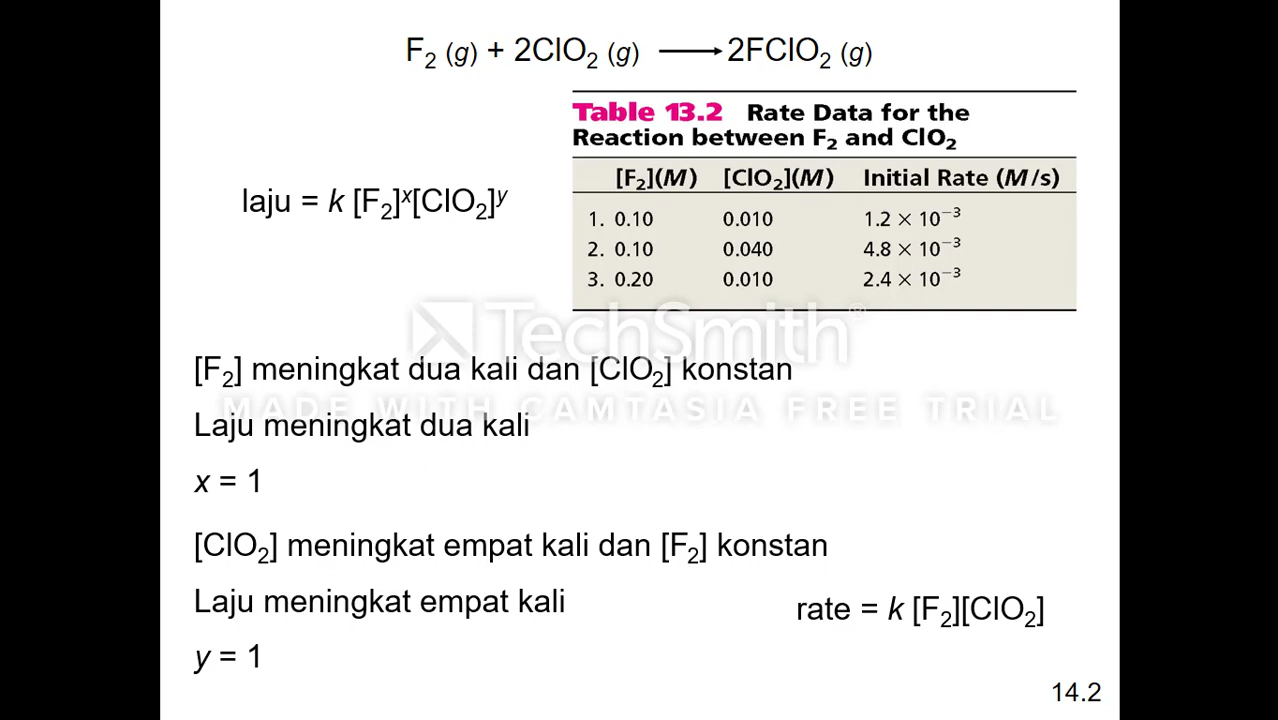 F₂ (g) + 2ClO₂ (g) ⟶ 2FClO₂ (g)
Table 13.2 Rate Data for the
Reaction between F₂ and ClO₂
[F₂](M) [ClO₂](M) Initial Rate (M/s)
1. 0.10 0.010 1.2 × 10⁻³
2. 0.10 0.040 4.8 × 10⁻³
3. 0.20 0.010 2.4 × 10⁻³
laju = k [F₂]ˣ[ClO₂]ʸ
TechSmith®
[F₂] meningkat dua kali dan [ClO₂] konstan
MADE WITH CAMTASIA FREE TRIAL
Laju meningkat dua kali
x = 1
[ClO₂] meningkat empat kali dan [F₂] konstan
Laju meningkat empat kali
rate = k [F₂][ClO₂]
y = 1
14.2